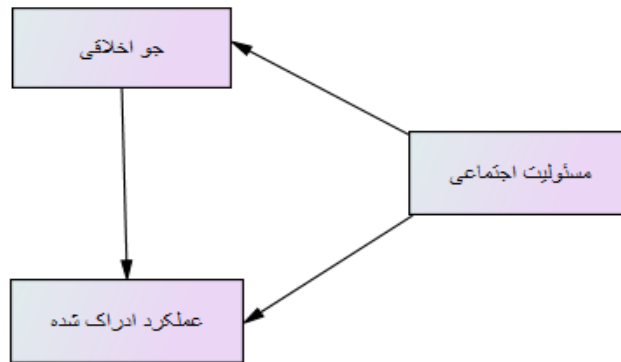 جو اخلاقی
مسئولیت اجتماعی
عملکرد ادراک شده